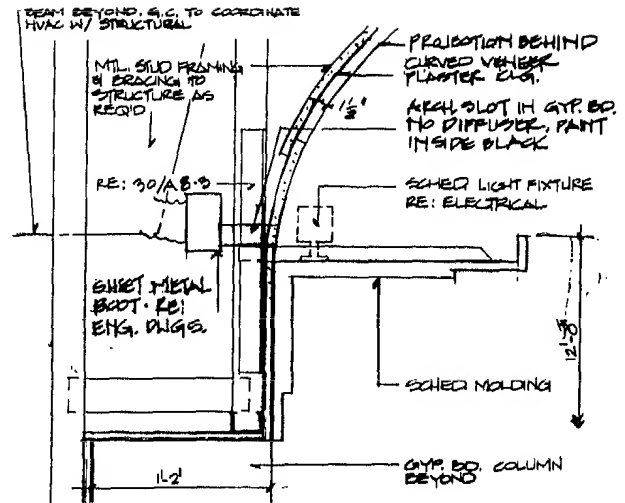 BEAM BEYOND. G.C. TO COORDINATE
HVAC W/ STRUCTURAL
MTL. STUD FRAMING
& BRACING TO
STRUCTURE AS
REQ'D
RE: 30/A8.3
SHEET METAL
BOOT. RE:
ENG. DWGS.
1'-2"
PROJECTION BEHIND
CURVED VENEER
PLASTER CLG.
1 1/2"
ARCH. SLOT IN GYP. BD.
NO DIFFUSER, PAINT
INSIDE BLACK
SCHED LIGHT FIXTURE
RE: ELECTRICAL
SCHED MOLDING
GYP. BD. COLUMN
BEYOND